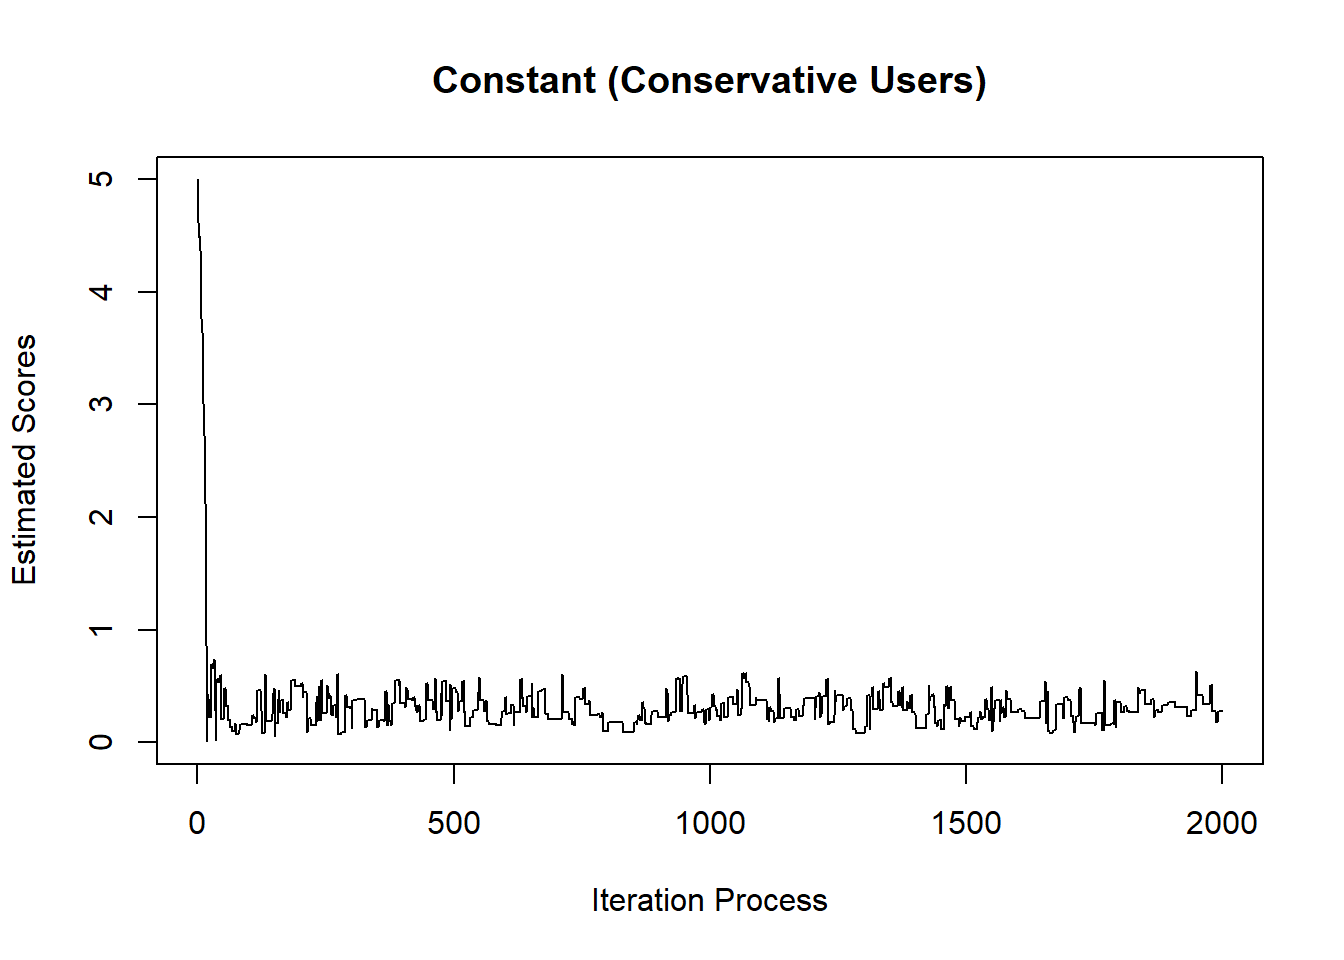 Constant (Conservative Users)
Estimated Scores
5
4
3
2
1
0
0 500 1000 1500 2000
Iteration Process